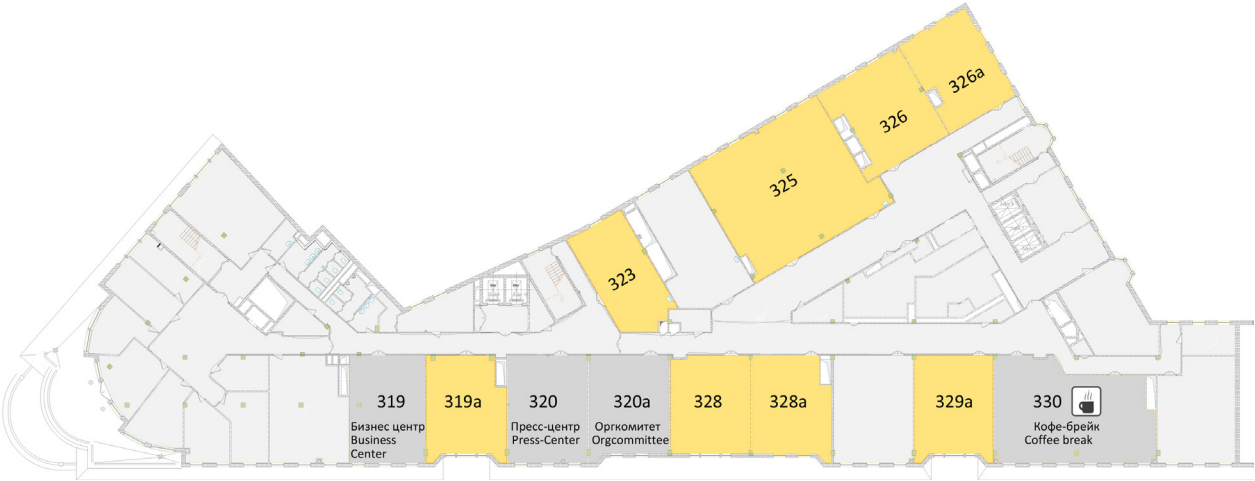 326a
326
325
323
319
Бизнес центр
Business
Center
319a
320
Пресс-центр
Press-Center
320a
Оргкомитет
Orgcommittee
328
328a
329a
330
Кофе-брейк
Coffee break